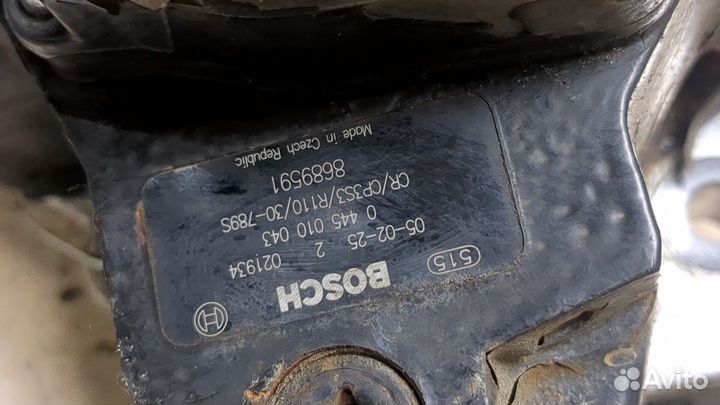 515
BOSCH
05-02-25 2 021934
0 445 010 043
CR/CP3S3/R110/30-789S
8689591
Made in Czech Republic
Avito